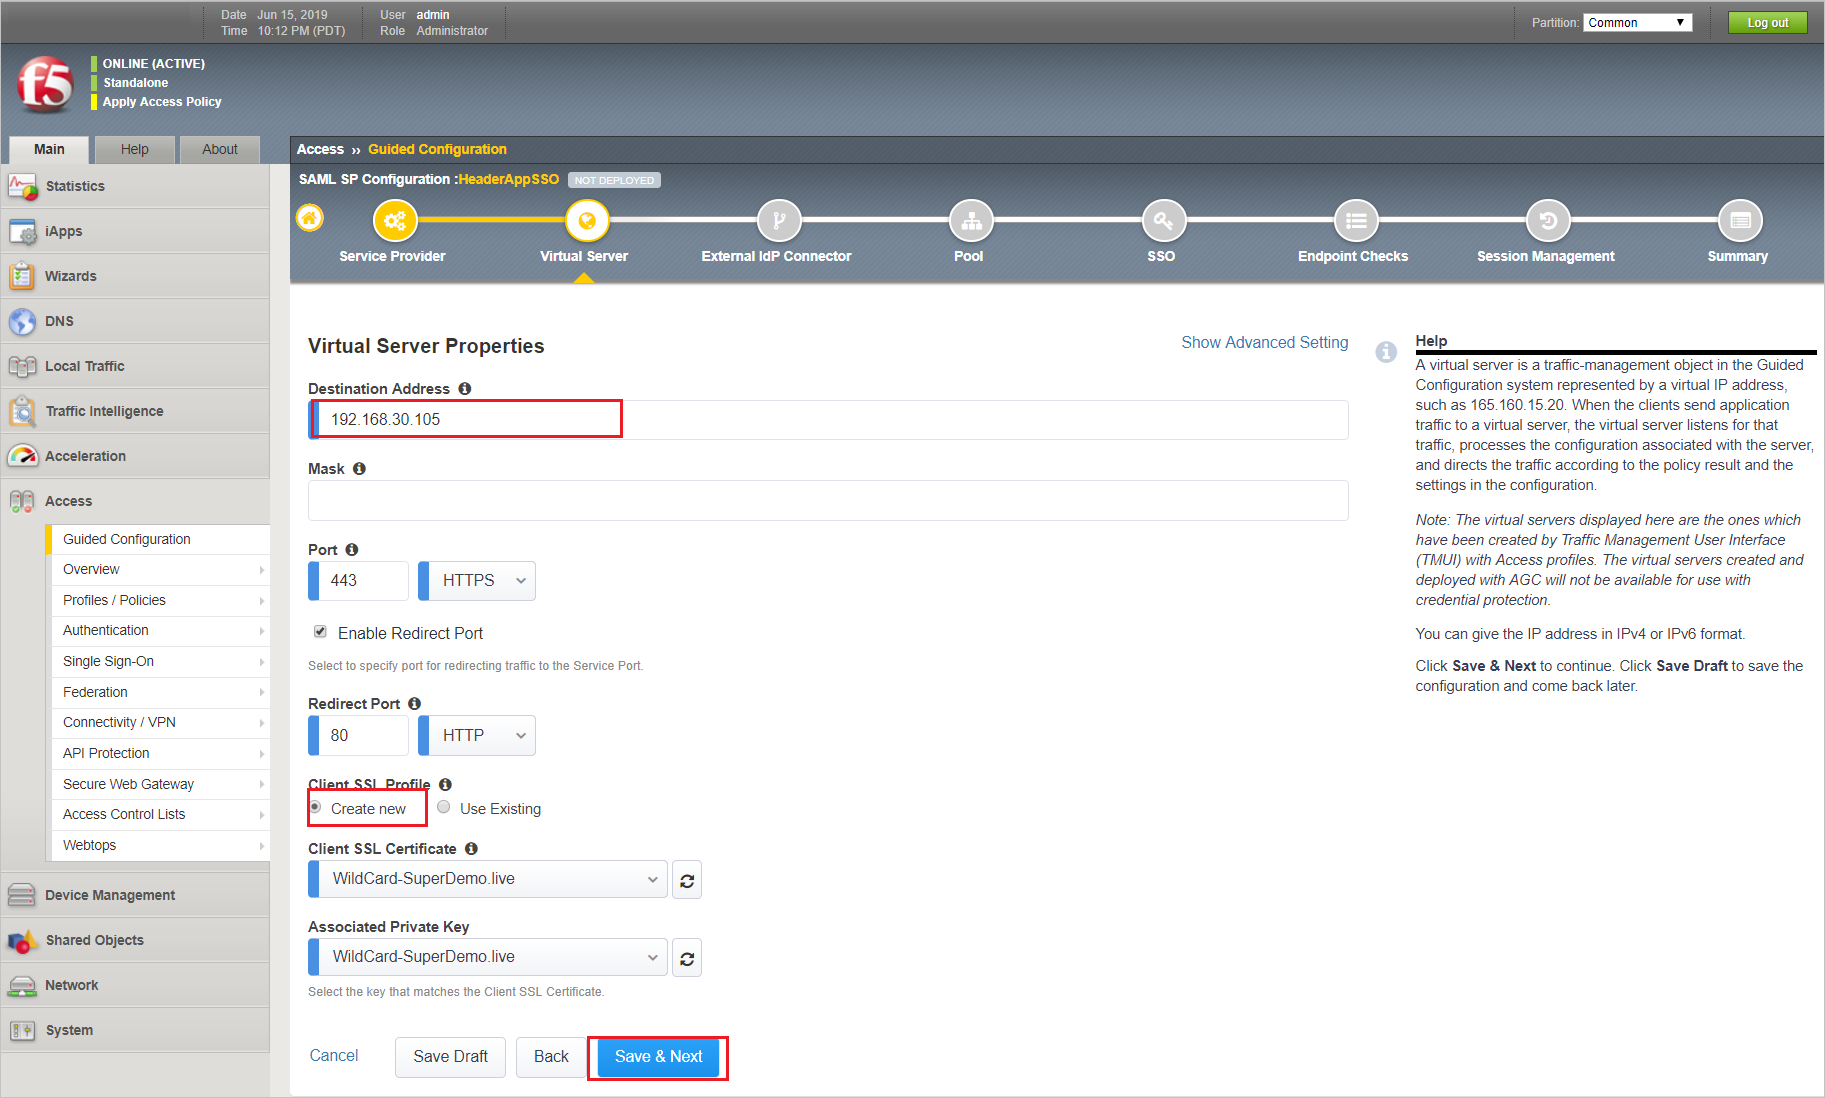 Date Jun 15, 2019
Time 10:12 PM (PDT)
User admin
Role Administrator
Partition: Common
Log out
f5
ONLINE (ACTIVE)
Standalone
Apply Access Policy
Main
Help
About
Access ›› Guided Configuration
SAML SP Configuration :HeaderAppSSO NOT DEPLOYED
Service Provider
Virtual Server
External IdP Connector
Pool
SSO
Endpoint Checks
Session Management
Summary
Statistics
iApps
Wizards
DNS
Local Traffic
Traffic Intelligence
Acceleration
Access
Guided Configuration
Overview
Profiles / Policies
Authentication
Single Sign-On
Federation
Connectivity / VPN
API Protection
Secure Web Gateway
Access Control Lists
Webtops
Device Management
Shared Objects
Network
System
Virtual Server Properties
Show Advanced Setting
Destination Address
192.168.30.105
Mask
Port
443
HTTPS
Enable Redirect Port
Select to specify port for redirecting traffic to the Service Port.
Redirect Port
80
HTTP
Client SSL Profile
Create new
Use Existing
Client SSL Certificate
WildCard-SuperDemo.live
Associated Private Key
WildCard-SuperDemo.live
Select the key that matches the Client SSL Certificate.
Cancel
Save Draft
Back
Save & Next
Help
A virtual server is a traffic-management object in the Guided
Configuration system represented by a virtual IP address,
such as 165.160.15.20. When the clients send application
traffic to a virtual server, the virtual server listens for that
traffic, processes the configuration associated with the server,
and directs the traffic according to the policy result and the
settings in the configuration.
Note: The virtual servers displayed here are the ones which
have been created by Traffic Management User Interface
(TMUI) with Access profiles. The virtual servers created and
deployed with AGC will not be available for use with
credential protection.
You can give the IP address in IPv4 or IPv6 format.
Click Save & Next to continue. Click Save Draft to save the
configuration and come back later.